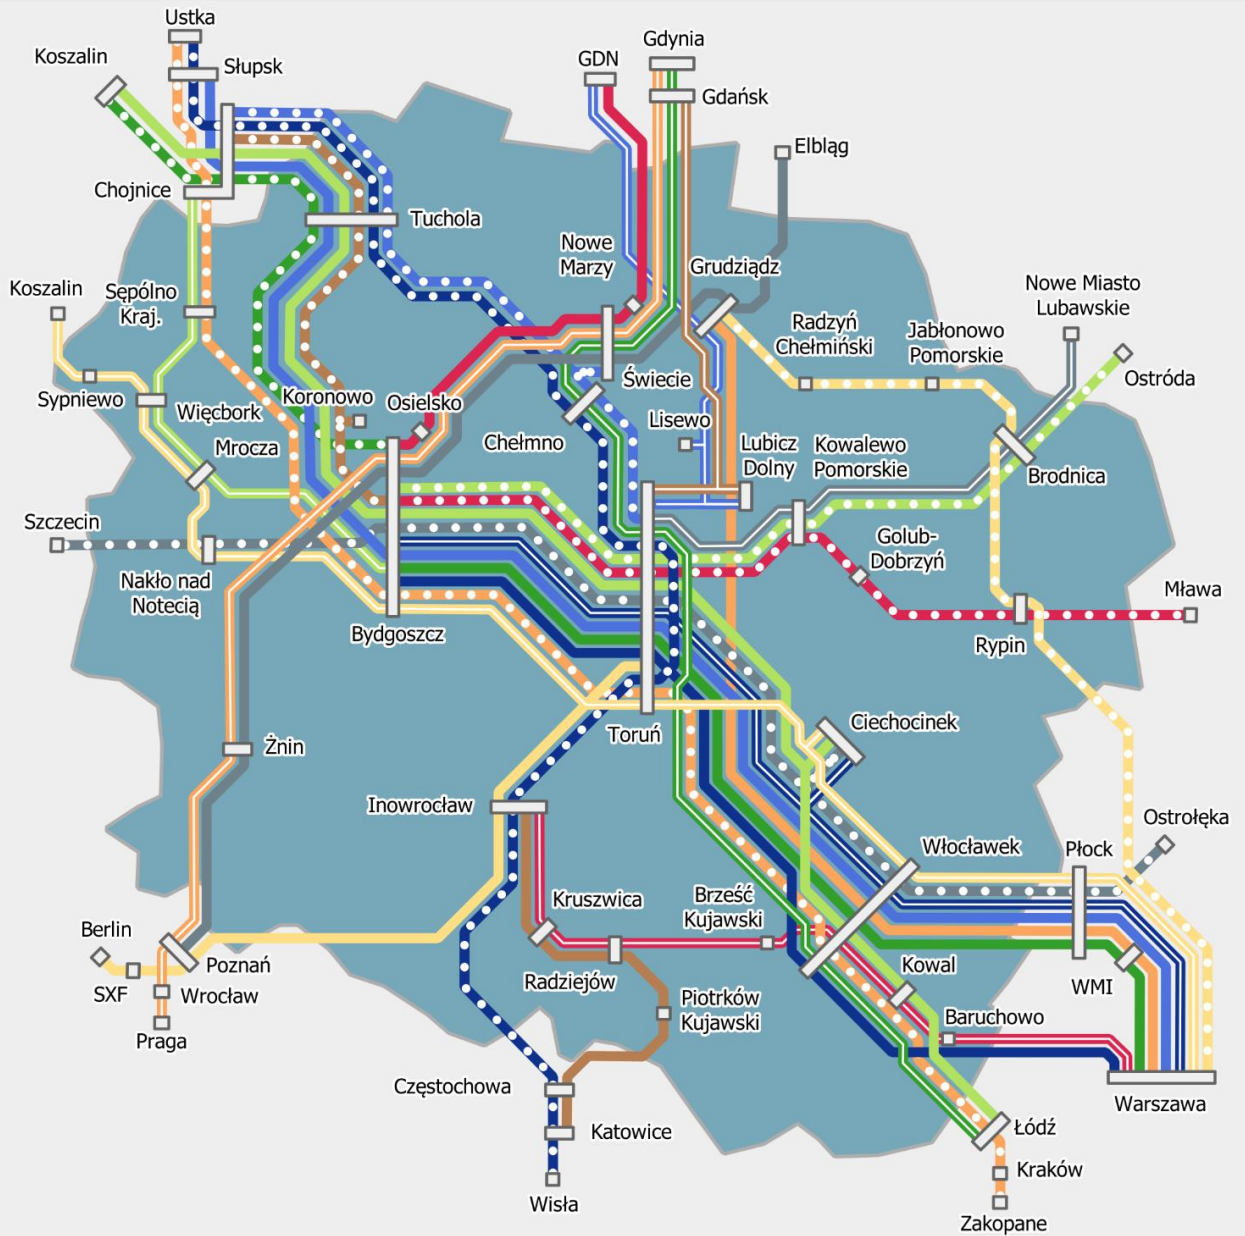 Ustka
Koszalin
Słupsk
GDN
Gdynia
Gdańsk
Elbląg
Chojnice
Tuchola
Nowe
Marzy
Grudziądz
Koszalin
Sępólno
Kraj.
Nowe Miasto
Lubawskie
Radzyń
Chełmiński
Jabłonowo
Pomorskie
Ostróda
Sypniewo
Więcbork
Koronowo
Osielsko
Świecie
Mrocza
Chełmno
Lisewo
Lubicz
Dolny
Kowalewo
Pomorskie
Brodnica
Szczecin
Nakło nad
Notecią
Golub-
Dobrzyń
Mława
Bydgoszcz
Rypin
Toruń
Ciechocinek
Żnin
Inowrocław
Włocławek
Płock
Ostrołęka
Kruszwica
Brześć
Kujawski
Berlin
SXF
Poznań
Wrocław
Praga
Radziejów
Kowal
WMI
Piotrków
Kujawski
Baruchowo
Częstochowa
Warszawa
Katowice
Łódź
Kraków
Wisła
Zakopane